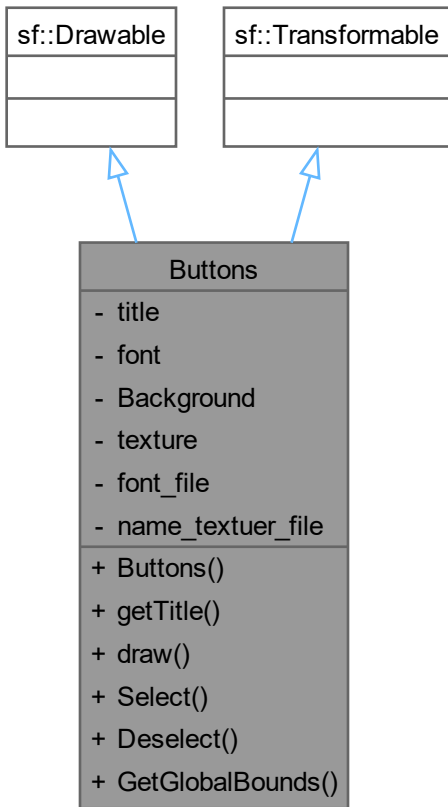 sf::Drawable
sf::Transformable
Buttons
- title
- font
- Background
- texture
- font_file
- name_textuer_file
+ Buttons()
+ getTitle()
+ draw()
+ Select()
+ Deselect()
+ GetGlobalBounds()